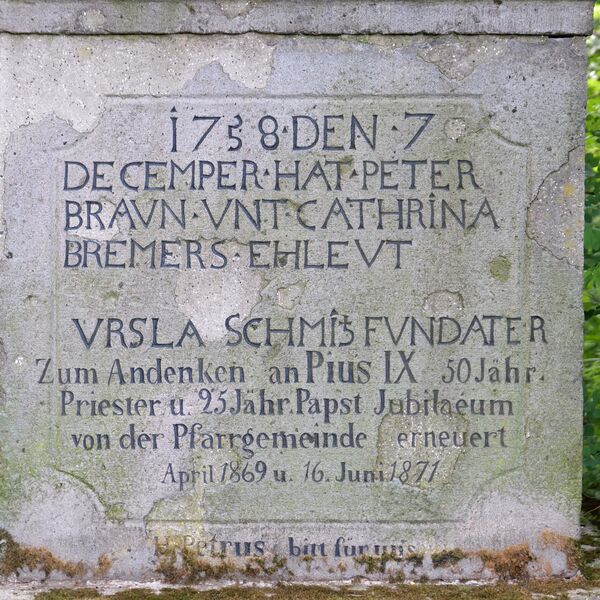 1758·DEN·7
DECEMPER·HAT·PETER
BRAVN·VNT·CATHRINA
BREMERS·EHLEVT
VRSLA SCHMI5 FVNDATER
Zum Andenken an Pius IX 50 Jähr.
Priester u. 25 Jähr. Papst Jubilaeum
von der Pfarrgemeinde erneuert
April 1869 u. 16. Juni 1871
H. Petrus bitt für uns